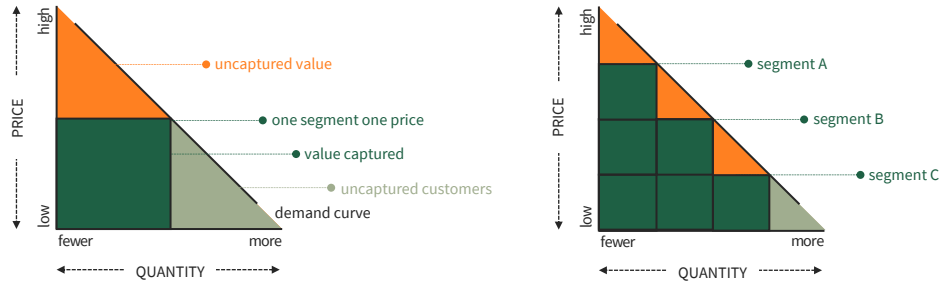 high
PRICE
low
uncaptured value
one segment one price
value captured
uncaptured customers
demand curve
fewer
more
QUANTITY
high
PRICE
low
segment A
segment B
segment C
fewer
more
QUANTITY